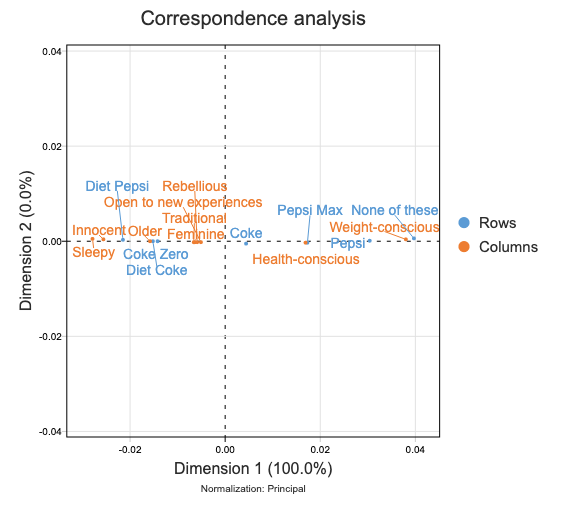 Correspondence analysis
Dimension 2 (0.0%)
0.04
0.02
0.00
-0.02
-0.04
Diet Pepsi Rebellious
Open to new experiences
Traditional Pepsi Max None of these
Innocent Older Feminine Coke Weight-conscious
Sleepy Coke Zero Pepsi
Diet Coke Health-conscious
Rows
Columns
-0.02 0.00 0.02 0.04
Dimension 1 (100.0%)
Normalization: Principal